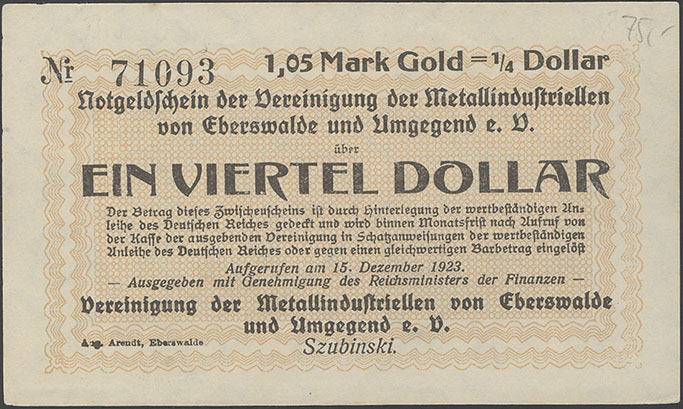 75,-
Nr 71093 1,05 Mark Gold = 1/4 Dollar
Notgeldschein der Vereinigung der Metallindustriellen
von Eberswalde und Umgegend e. V.
über
EIN VIERTEL DOLLAR
Der Betrag dieses Zwischenscheins ist durch Hinterlegung der wertbeständigen An-
leihe des Deutschen Reiches gedeckt und wird binnen Monatsfrist nach Aufruf von
der Kasse der ausgebenden Vereinigung in Schatzanweisungen der wertbeständigen
Anleihe des Deutschen Reiches oder gegen einen gleichwertigen Barbetrag eingelöst
Aufgerufen am 15. Dezember 1923.
— Ausgegeben mit Genehmigung des Reichsministers der Finanzen —
Vereinigung der Metallindustriellen von Eberswalde
und Umgegend e. V.
Arendt, Eberswalde
Szubinski.